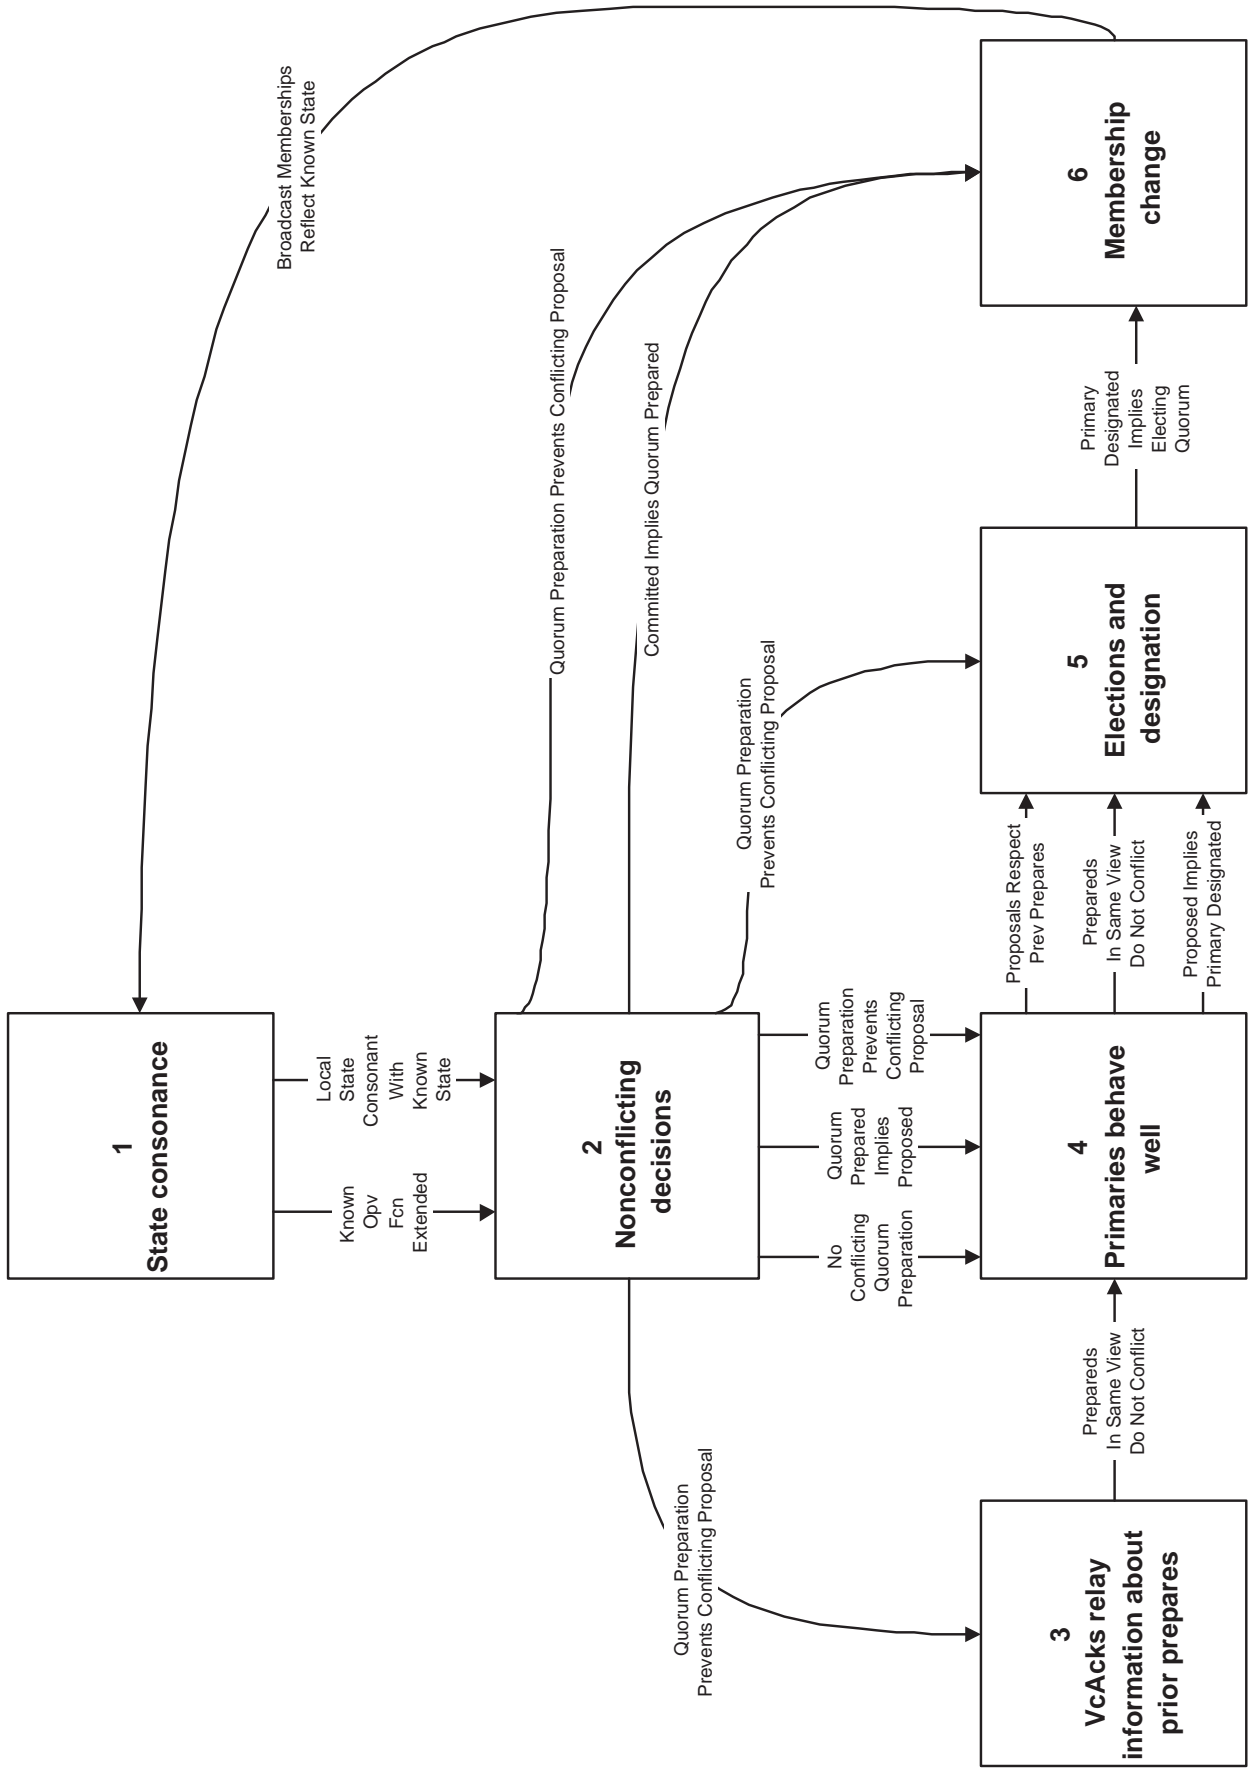 1
State consonance
Broadcast Memberships
Reflect Known State
Known
Opv
Fcn
Extended
Local
State
Consonant
With
Known
State
2
Nonconflicting
decisions
Quorum Preparation Prevents Conflicting Proposal
Committed Implies Quorum Prepared
Quorum Preparation
Prevents Conflicting Proposal
Quorum Preparation
Prevents Conflicting Proposal
No
Conflicting
Quorum
Preparation
Quorum
Prepared
Implies
Proposed
Quorum
Preparation
Prevents
Conflicting
Proposal
3
VcAcks relay
information about
prior prepares
Prepareds
In Same View
Do Not Conflict
4
Primaries behave
well
Proposals Respect
Prev Prepares
Prepareds
In Same View
Do Not Conflict
Proposed Implies
Primary Designated
5
Elections and
designation
Primary
Designated
Implies
Electing
Quorum
6
Membership
change